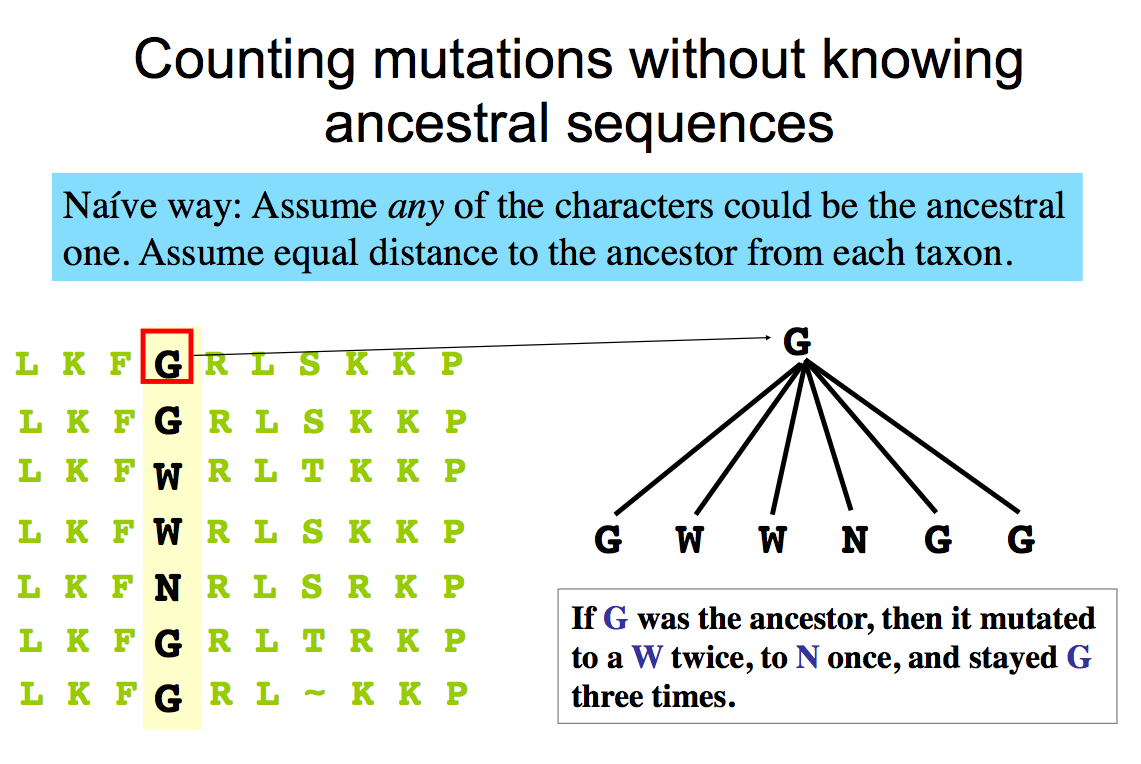 Counting mutations without knowing
ancestral sequences
Naíve way: Assume any of the characters could be the ancestral
one. Assume equal distance to the ancestor from each taxon.
L K F G R L S K K P
L K F G R L S K K P
L K F W R L T K K P
L K F W R L S K K P
L K F N R L S R K P
L K F G R L T R K P
L K F G R L ~ K K P
G
G W W N G G
If G was the ancestor, then it mutated
to a W twice, to N once, and stayed G
three times.